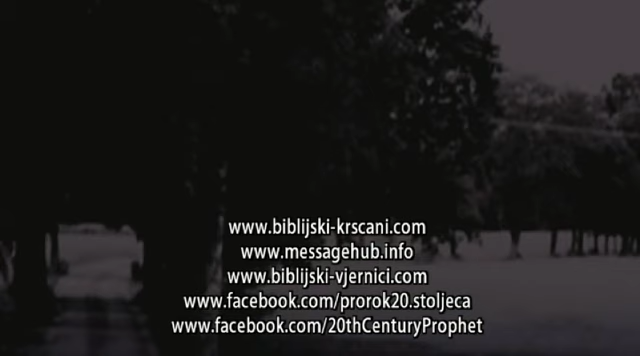 www.biblijski-krscani.com
www.messagehub.info
www.biblijski-vjernici.com
www.facebook.com/prorok20.stoljeca
www.facebook.com/20thCenturyProphet